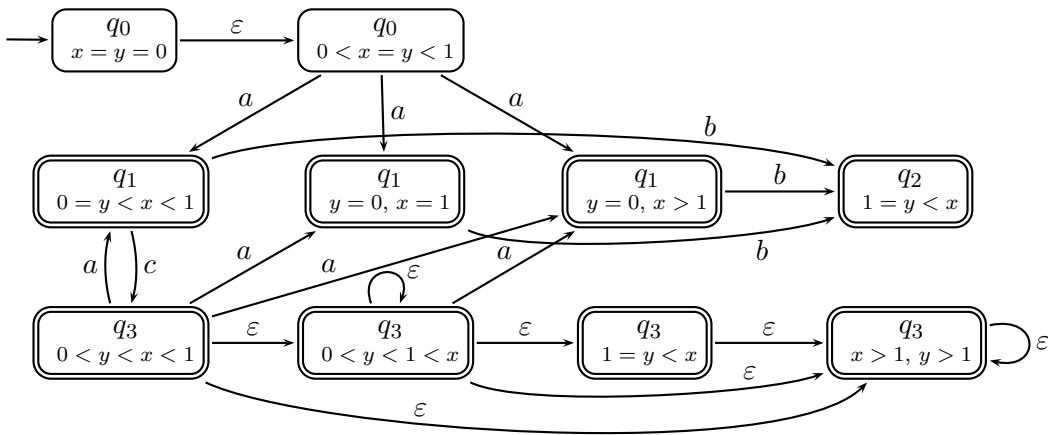 q₀
x = y = 0
ε
q₀
0 < x = y < 1
a
a
a
b
q₁
0 = y < x < 1
q₁
y = 0, x = 1
q₁
y = 0, x > 1
b
q₂
1 = y < x
a
c
a
a
ε
a
b
q₃
0 < y < x < 1
ε
q₃
0 < y < 1 < x
ε
q₃
1 = y < x
ε
q₃
x > 1, y > 1
ε
ε
ε